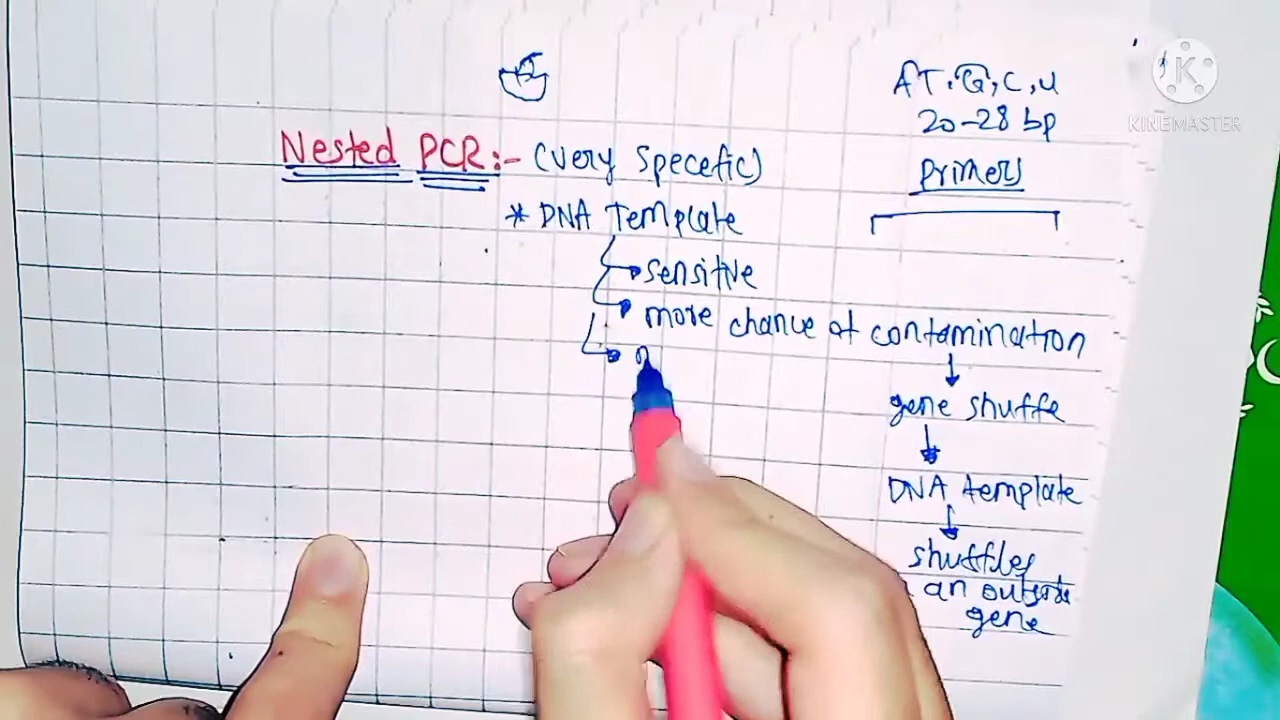 AT, G, C, U
20-28 bp
KINEMASTER
Nested PCR:- (very specefic)
primers
* DNA Template
sensitive
more chance of contamination
gene shuffe
DNA template
shuffles
an outside
gene